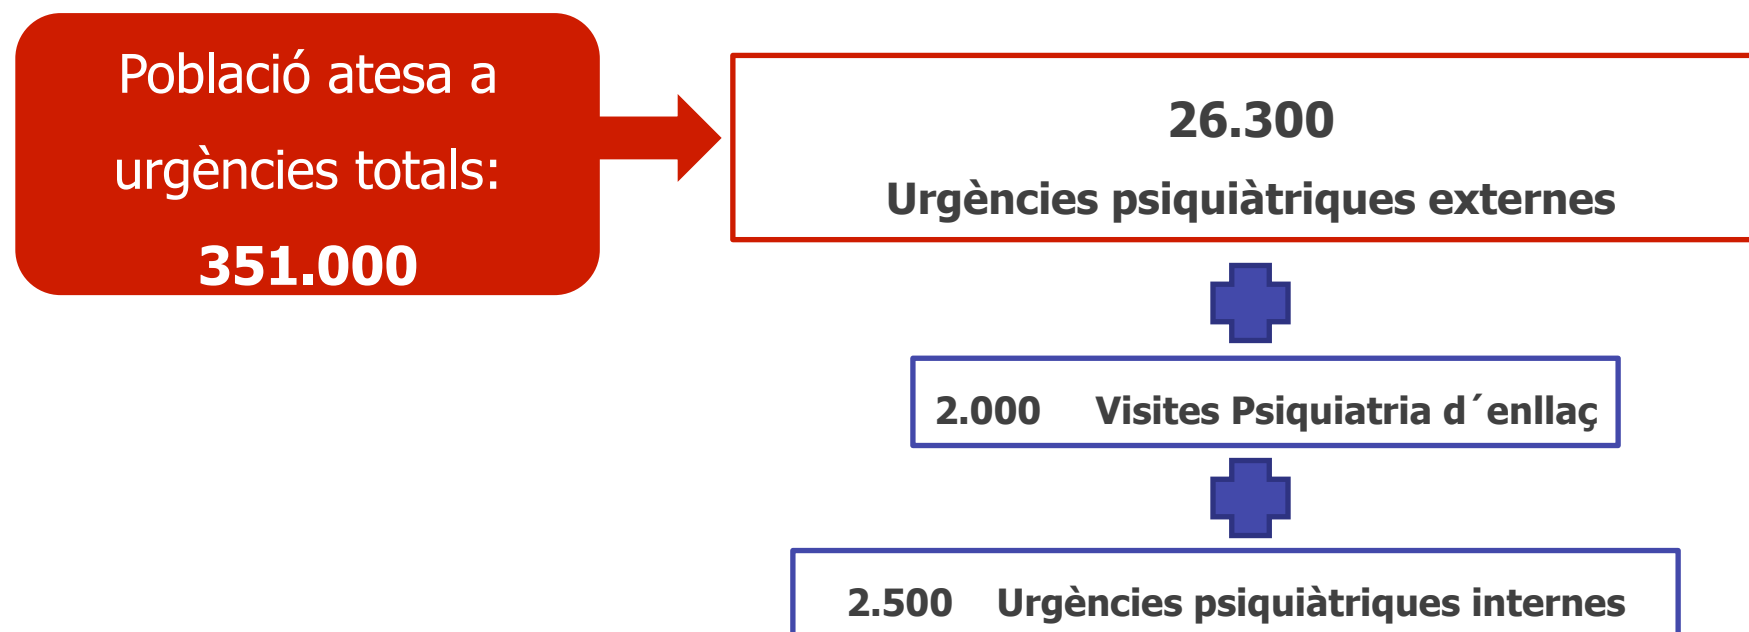 Població atesa a
urgències totals:
351.000
26.300
Urgències psiquiàtriques externes
2.000 Visites Psiquiatria d´enllaç
2.500 Urgències psiquiàtriques internes